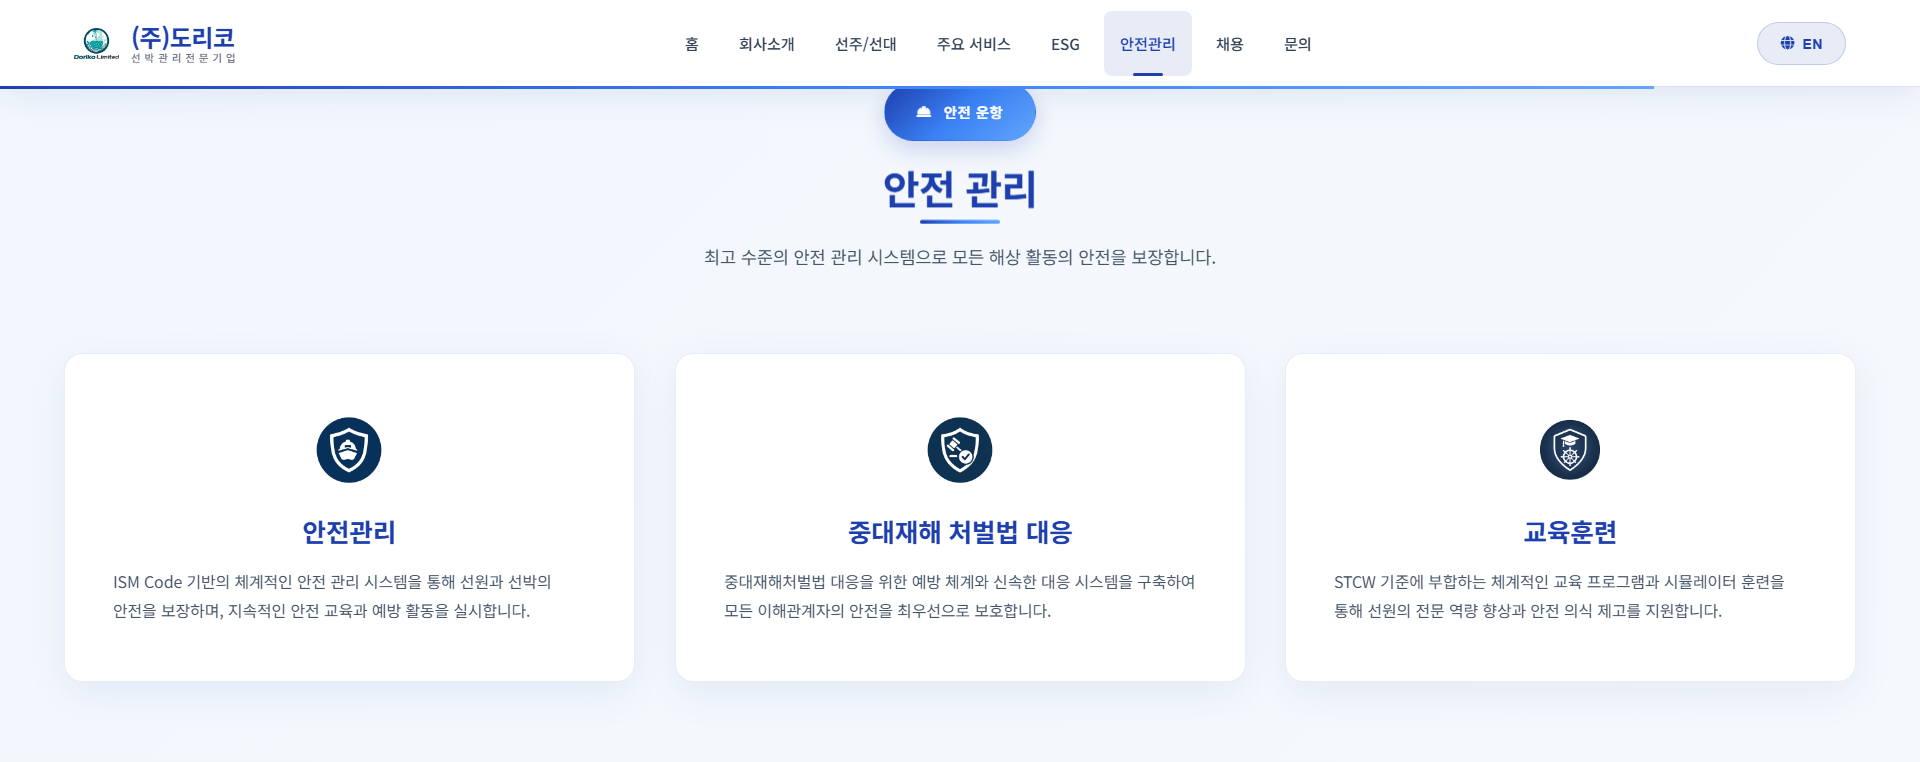 Doriko Limited
(주)도리코
선박관리전문기업
홈
회사소개
선주/선대
주요 서비스
ESG
안전관리
채용
문의
EN
안전 운항
안전 관리
최고 수준의 안전 관리 시스템으로 모든 해상 활동의 안전을 보장합니다.
안전관리
ISM Code 기반의 체계적인 안전 관리 시스템을 통해 선원과 선박의
안전을 보장하며, 지속적인 안전 교육과 예방 활동을 실시합니다.
중대재해 처벌법 대응
중대재해처벌법 대응을 위한 예방 체계와 신속한 대응 시스템을 구축하여
모든 이해관계자의 안전을 최우선으로 보호합니다.
교육훈련
STCW 기준에 부합하는 체계적인 교육 프로그램과 시뮬레이터 훈련을
통해 선원의 전문 역량 향상과 안전 의식 제고를 지원합니다.